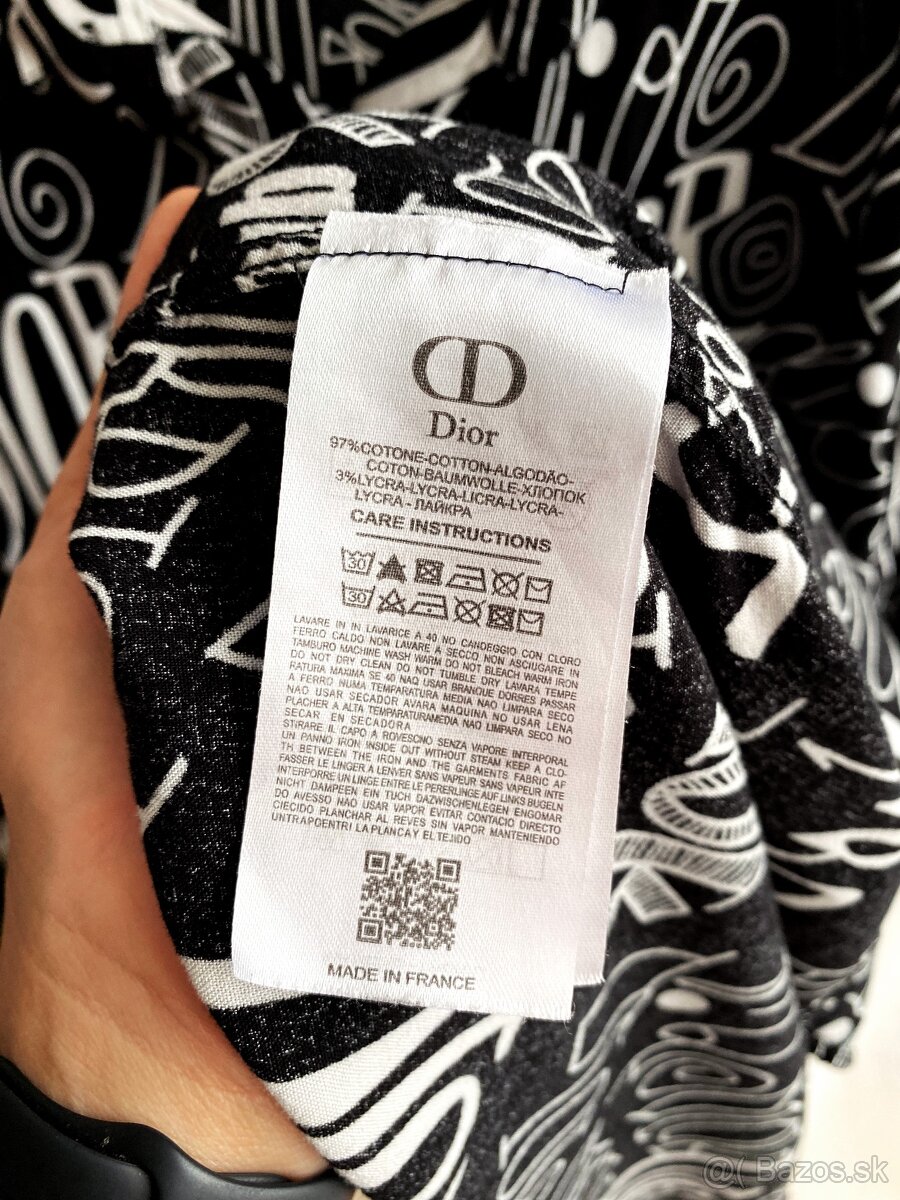 CD
Dior
97%COTONE-COTTON-ALGODÃO-
COTON-BAUMWOLLE-ХЛОПОК
3%LYCRA-LYCRA-LICRA-LYCRA-
LYCRA - ЛАЙКРА
CARE INSTRUCTIONS
30
30
LAVARE IN IN LAVARICE A 40 NO CANDEGGIO CON CLORO
FERRO CALDO NON LAVARE A SECCO NON ASCIUGARE IN
TAMBURO MACHINE WASH WARM DO NOT BLEACH WARM IRON
DO NOT DRY CLEAN DO NOT TUMBLE DRY LAVARA TEMPE
RATURA MAXIMA SE 40 NAQ USAR BRANQUE DORRES PASSAR
A FERRO NUMA TEMPARATURA MEDIA NAO LIMPARA SECO
NAO USAR SECADOR AVARA MAQUINA NO USAR LENA
PLACHER A ALTA TEMPARATURAMEDIA NAO LIMPARA SECO NO
SECAR EN SECADORA
STIRARE IL CAPO A ROVESCHNO SENZA VAPORE INTERPORAL
UN PANNO IRON INSIDE OUT WITHOUT STEAM KEEP A CLO-
TH BETWEEN THE IRON AND THE GARMENTS FABRIC AF
FASSER LE LINGER A LENVER SANS VAPEUR SANS VAPEUR INTE
INTERPORRE UN LINGE ENTRE LE PERERLINGE AUF LINKS BUGELN
NICHT DAMPFEEN AIN TUCH DAZWISCHENLEGEN ENGOMAR
DO AVESSO NAO USAR VAPOR EVITAR CONTACIO DIRECTO
CIECIDO PLANCHAR AL REVES SIN VAPOR MANTENIENDO
UNTRAPGENTRI LA PLANCA Y EL TEJIDO
MADE IN FRANCE
Bazos.sk